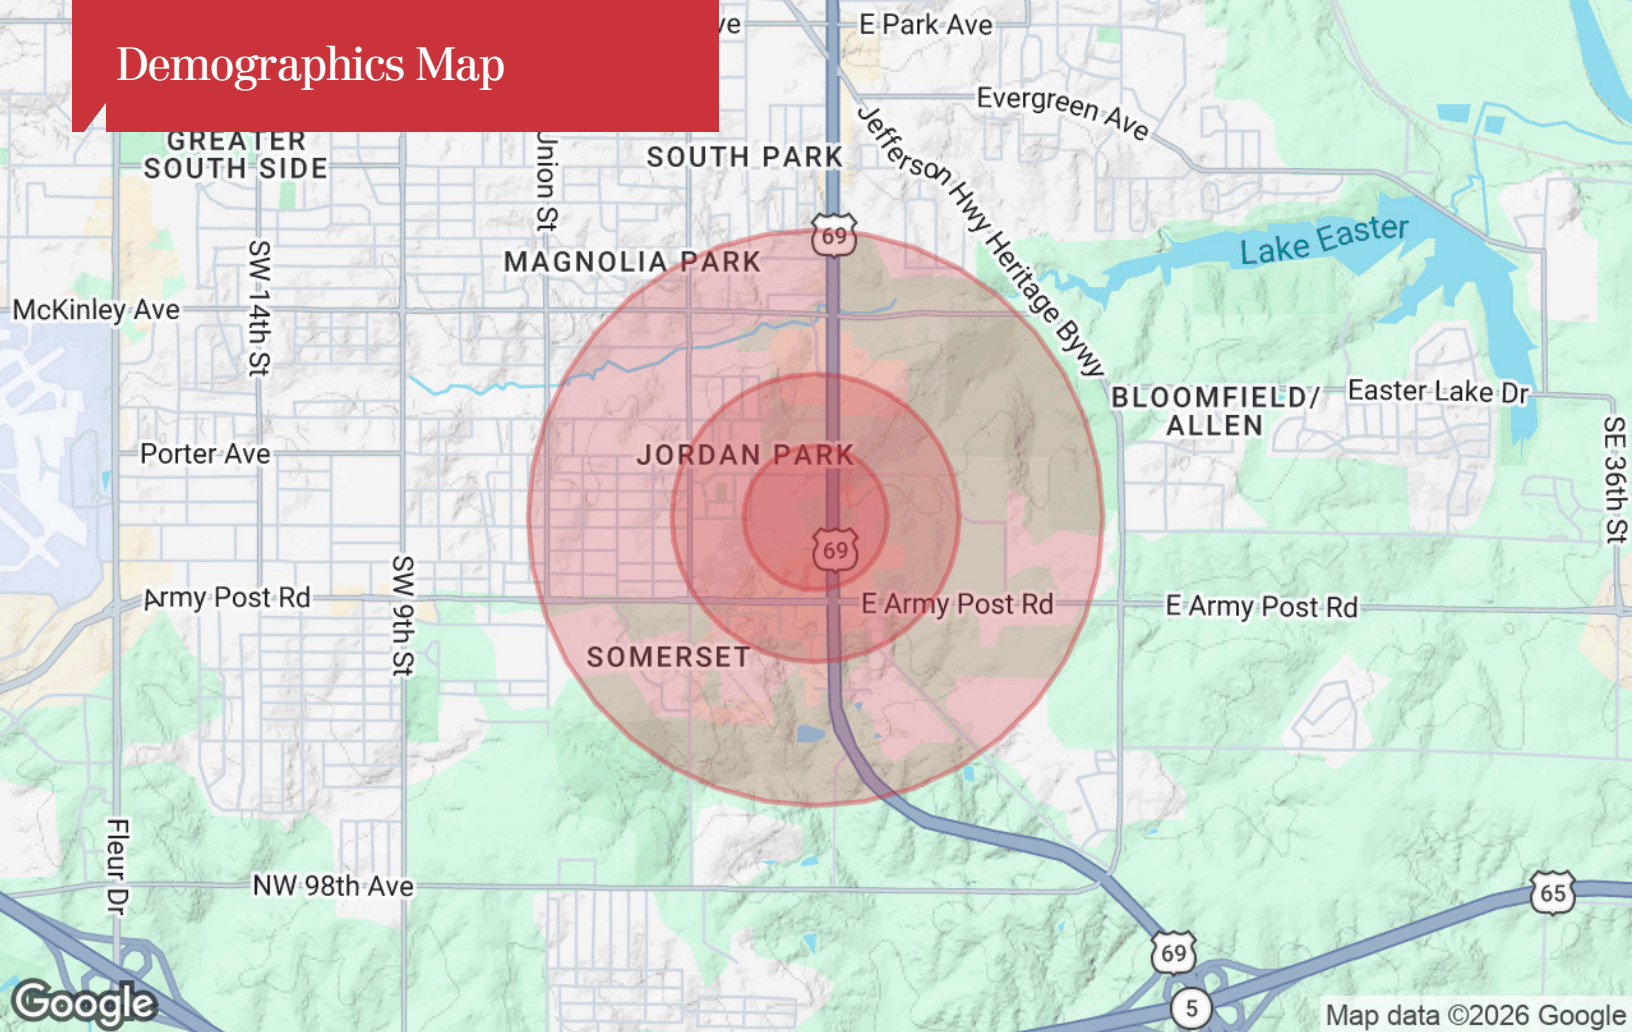 Demographics Map
ve
E Park Ave
Evergreen Ave
Jefferson Hwy Heritage Bywy
GREATER
SOUTH SIDE
Union St
SOUTH PARK
69
MAGNOLIA PARK
Lake Easter
SW 14th St
McKinley Ave
BLOOMFIELD/
ALLEN
Easter Lake Dr
JORDAN PARK
Porter Ave
SE 36th St
69
SW 9th St
Army Post Rd
E Army Post Rd
E Army Post Rd
SOMERSET
Fleur Dr
NW 98th Ave
65
69
5
Google
Map data ©2026 Google